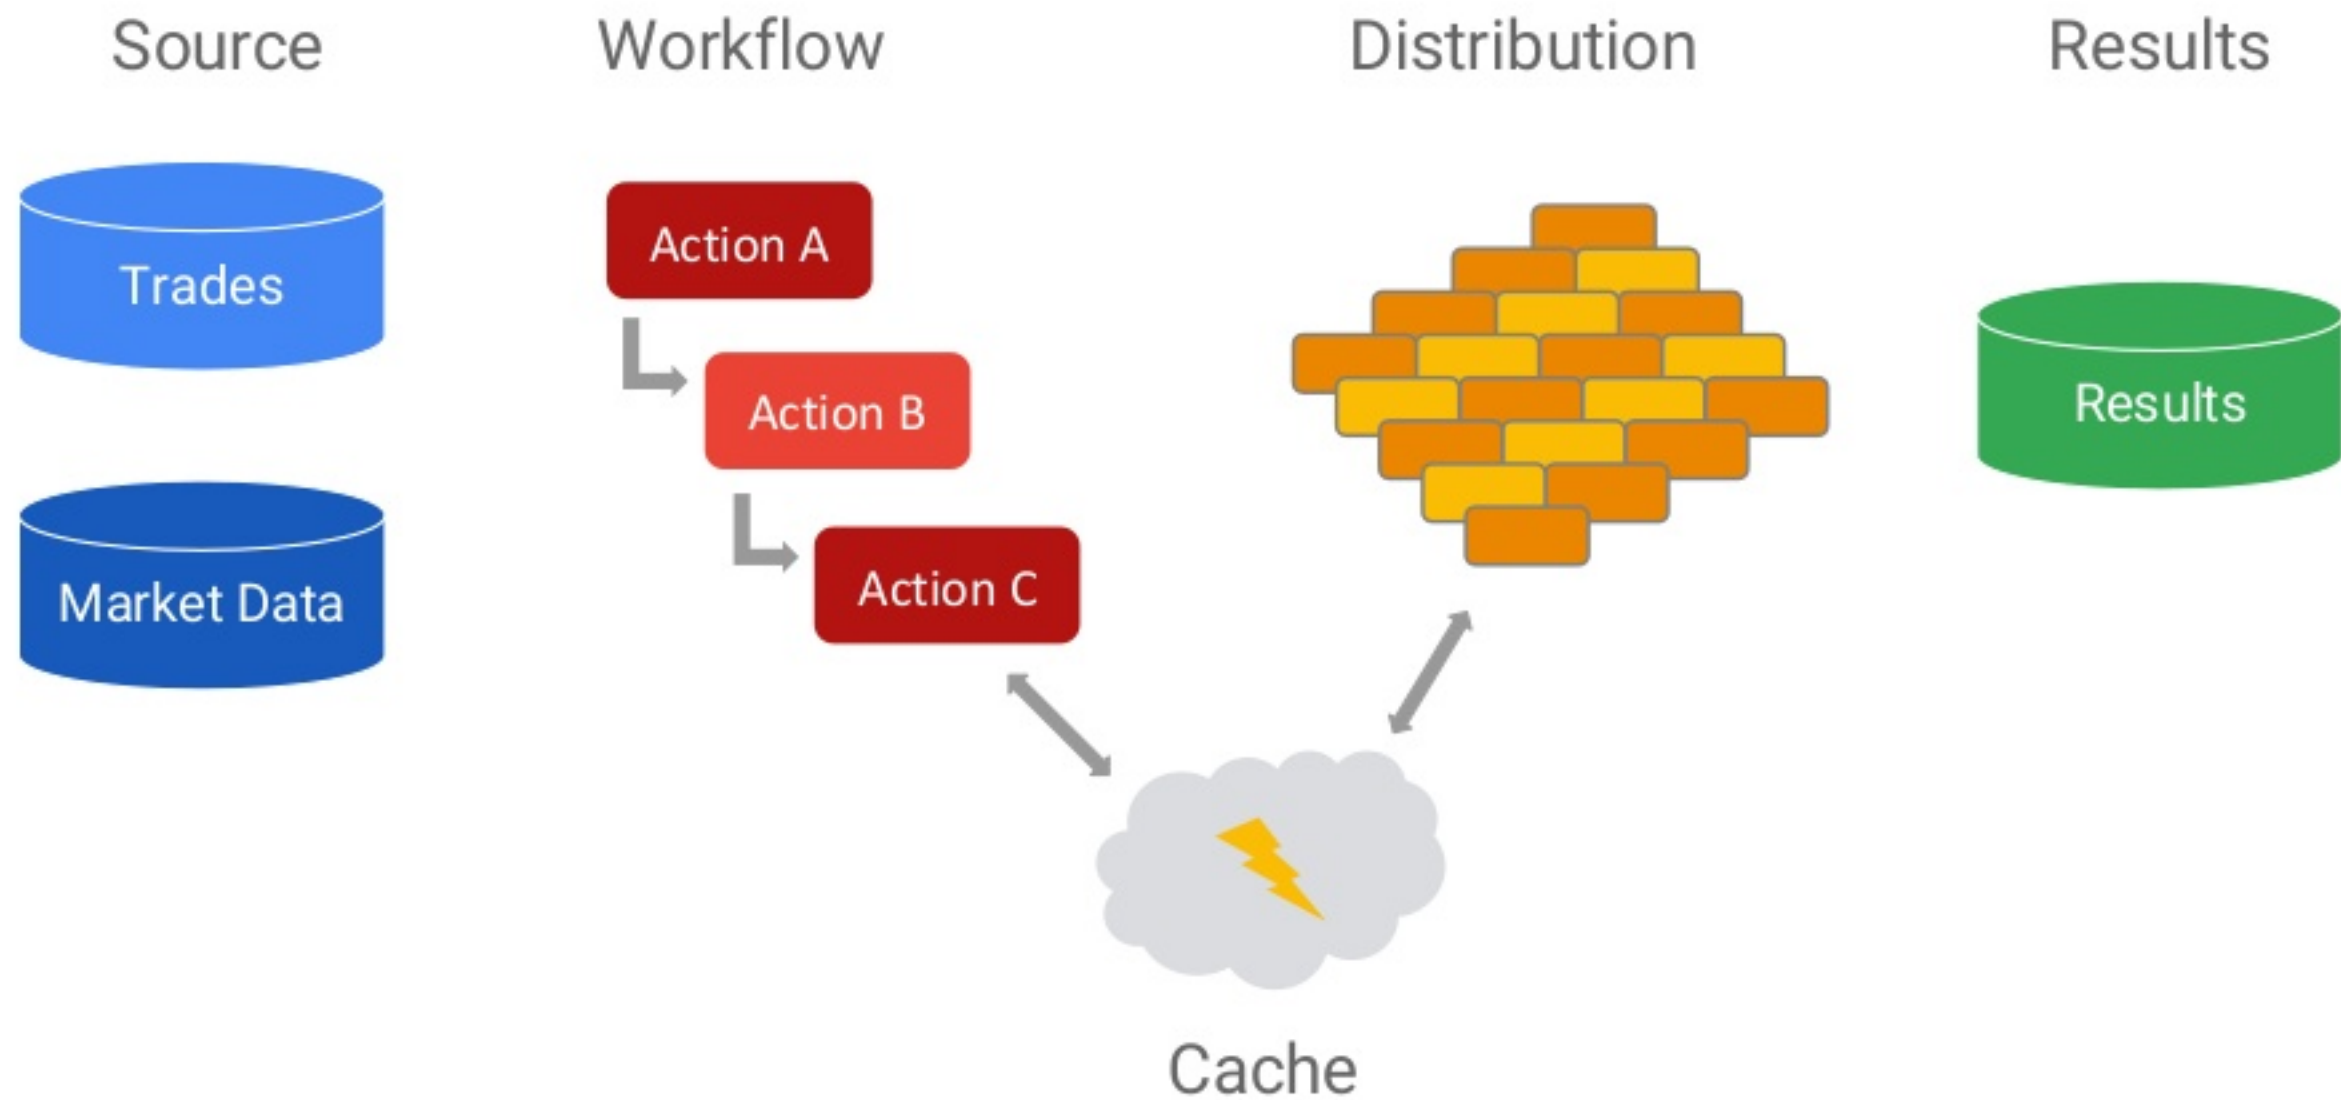 Source
Workflow
Distribution
Results
Trades
Market Data
Action A
Action B
Action C
Results
Cache